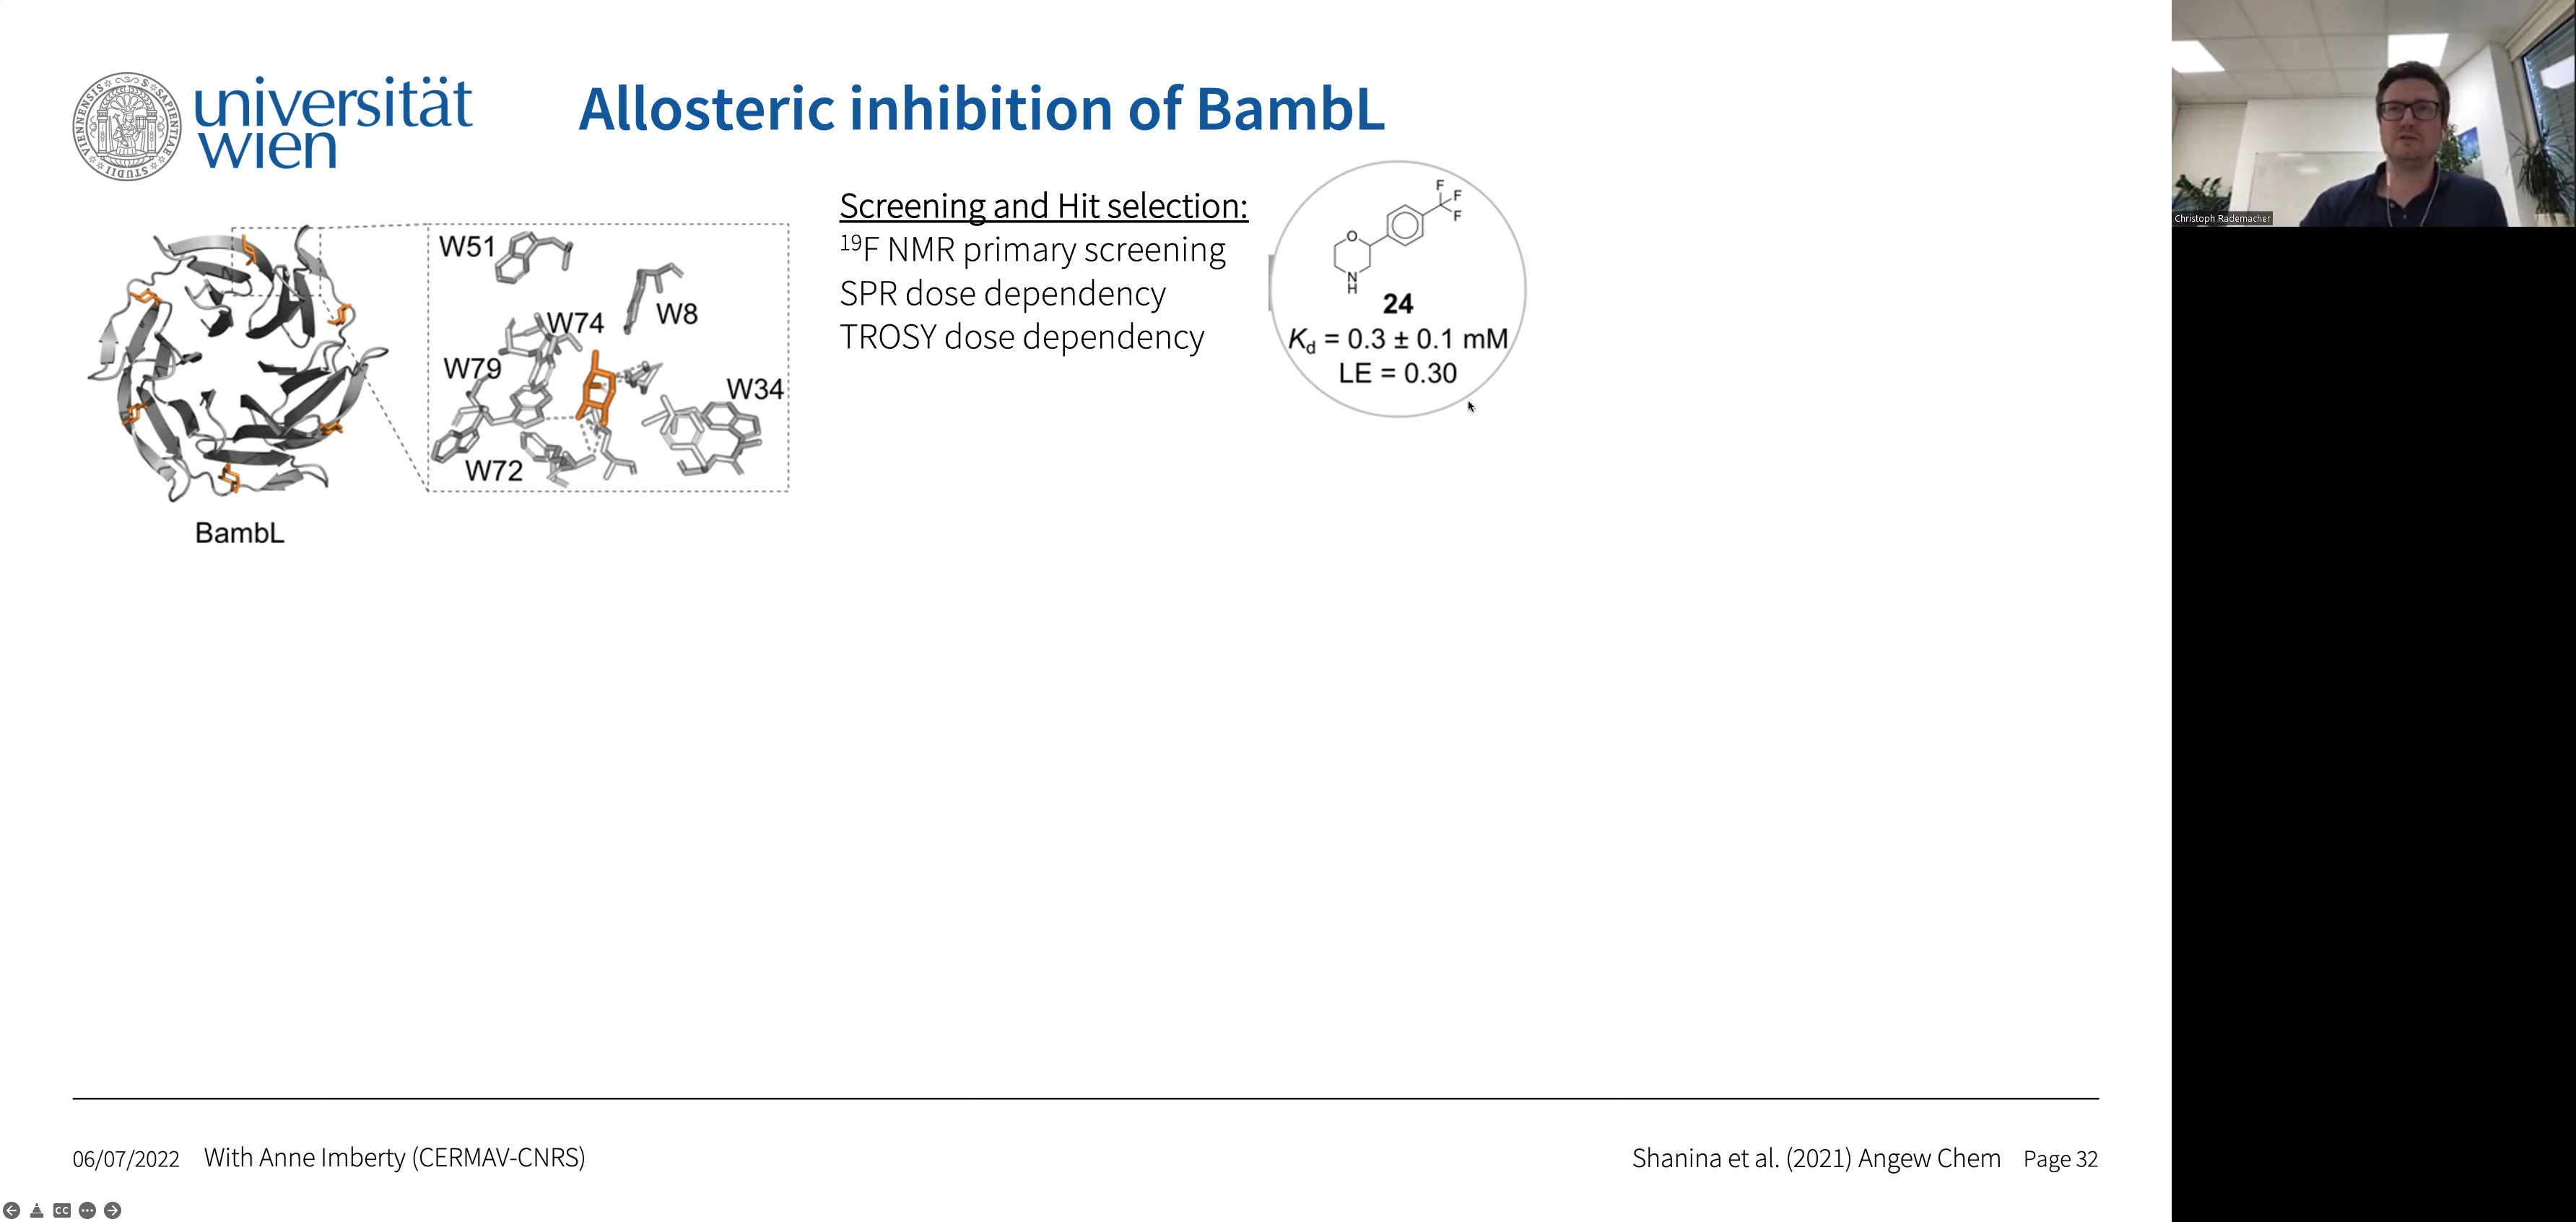 universität
wien
Allosteric inhibition of BambL
Christoph Rademacher
Screening and Hit selection:
¹⁹F NMR primary screening
SPR dose dependency
TROSY dose dependency
F
F
F
O
N
H
24
Kd = 0.3 ± 0.1 mM
LE = 0.30
W51
W8
W74
W79
W34
W72
BambL
06/07/2022 With Anne Imberty (CERMAV-CNRS)
Shanina et al. (2021) Angew Chem Page 32
CC